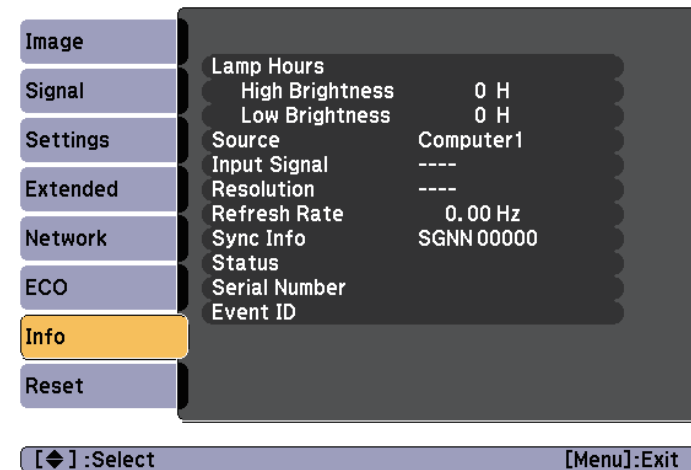 Image
Signal
Settings
Extended
Network
ECO
Info
Reset
Lamp Hours
High Brightness 0 H
Low Brightness 0 H
Source Computer1
Input Signal ----
Resolution ----
Refresh Rate 0.00 Hz
Sync Info SGNN 00000
Status
Serial Number
Event ID
[◆] :Select [Menu]:Exit